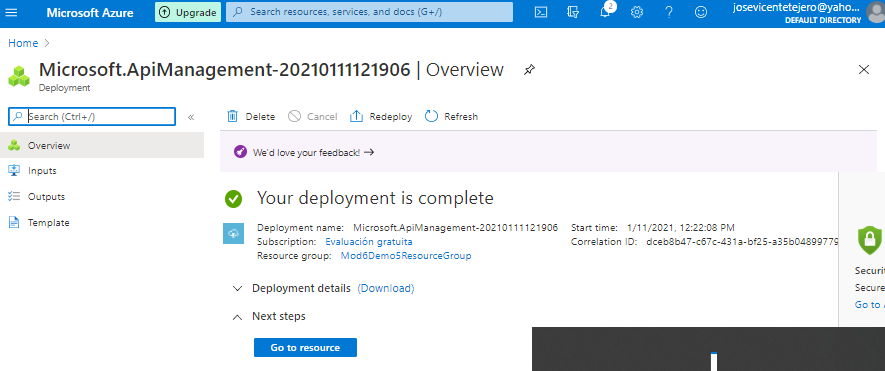 Microsoft Azure
Upgrade
Search resources, services, and docs (G+/)
2
josevicentetejero@yaho...
DEFAULT DIRECTORY
Home >
Microsoft.ApiManagement-20210111121906 | Overview
Deployment
Search (Ctrl+/)
«
Delete
Cancel
Redeploy
Refresh
Overview
Inputs
Outputs
Template
We'd love your feedback! →
Your deployment is complete
Deployment name: Microsoft.ApiManagement-20210111121906
Subscription: Evaluación gratuita
Resource group: Mod6Demo5ResourceGroup
Start time: 1/11/2021, 12:22:08 PM
Correlation ID: dceb8b47-c67c-431a-bf25-a35b04899779
Deployment details (Download)
Next steps
Go to resource
Securit
Secure
Go to